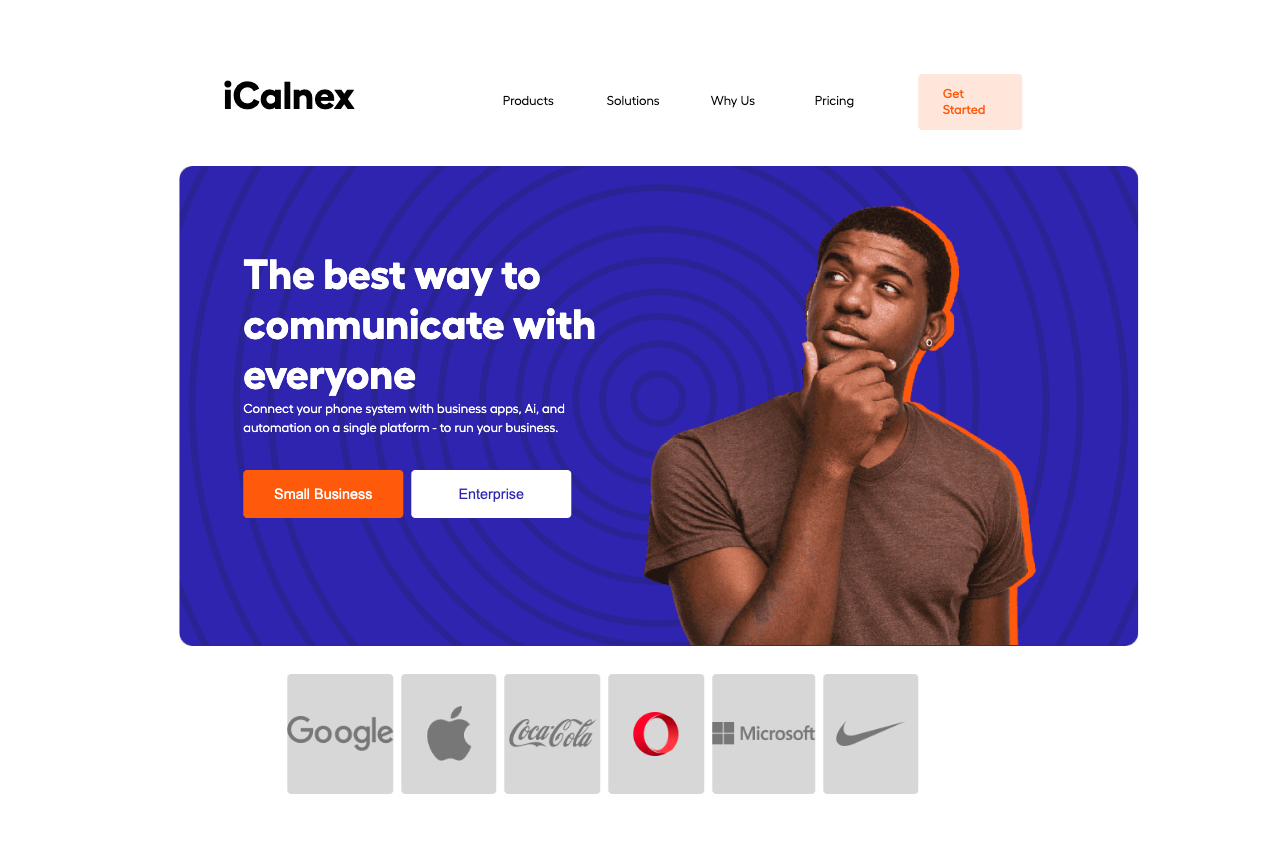 iCalnex
Products
Solutions
Why Us
Pricing
Get
Started
The best way to
communicate with
everyone
Connect your phone system with business apps, Ai, and
automation on a single platform - to run your business.
Small Business
Enterprise
Google
Coca-Cola
Microsoft